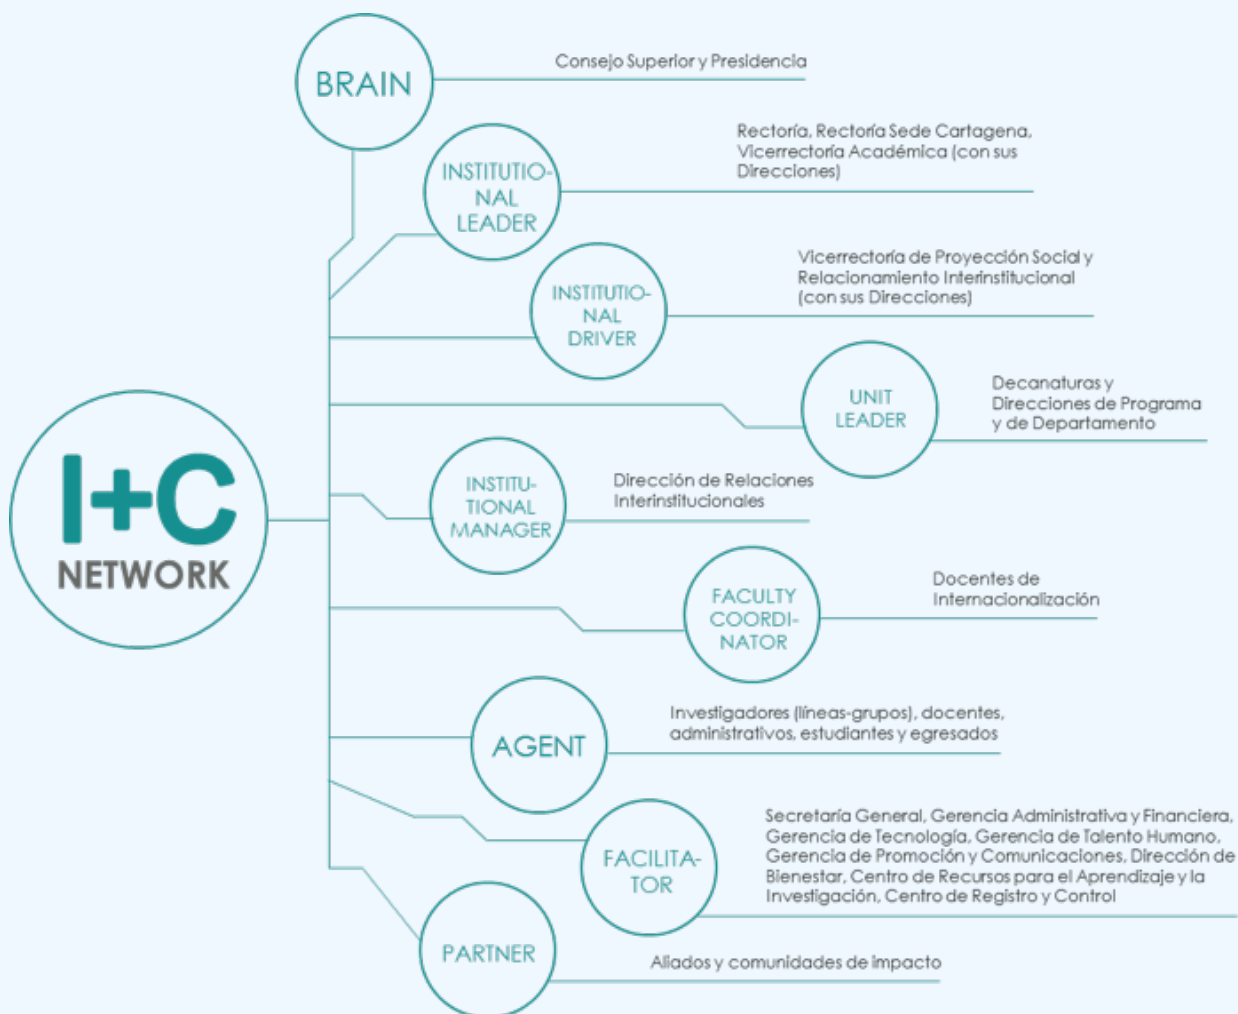 BRAIN
Consejo Superior y Presidencia
INSTITUTIO-
NAL
LEADER
Rectoría, Rectoría Sede Cartagena,
Vicerrectoría Académica (con sus
Direcciones)
INSTITUTIO-
NAL
DRIVER
Vicerrectoría de Proyección Social y
Relacionamiento Interinstitucional
(con sus Direcciones)
UNIT
LEADER
Decanaturas y
Direcciones de Programa
y de Departamento
I+C
NETWORK
INSTITU-
TIONAL
MANAGER
Dirección de Relaciones
Interinstitucionales
FACULTY
COORDI-
NATOR
Docentes de
Internacionalización
AGENT
Investigadores (líneas-grupos), docentes,
administrativos, estudiantes y egresados
FACILITA-
TOR
Secretaría General, Gerencia Administrativa y Financiera,
Gerencia de Tecnología, Gerencia de Talento Humano,
Gerencia de Promoción y Comunicaciones, Dirección de
Bienestar, Centro de Recursos para el Aprendizaje y la
Investigación, Centro de Registro y Control
PARTNER
Aliados y comunidades de impacto